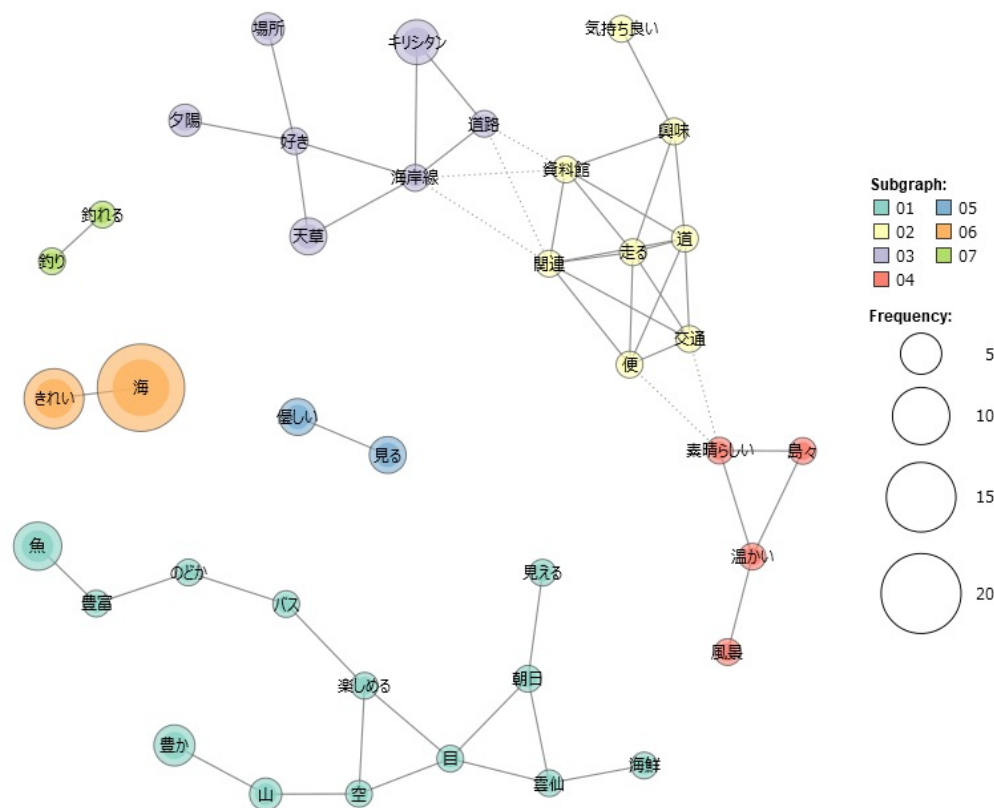 場所
キリシタン
気持ち良い
夕陽
道路
興味
好き
海岸線
資料館
釣れる
天草
道
走る
釣り
関連
交通
便
きれい
海
優しい
見る
素晴らしい
島々
魚
温かい
のどか
見える
豊富
バス
風景
楽しめる
朝日
豊か
目
海鮮
山
空
雲仙
Subgraph:
01
05
02
06
03
07
04
Frequency:
5
10
15
20